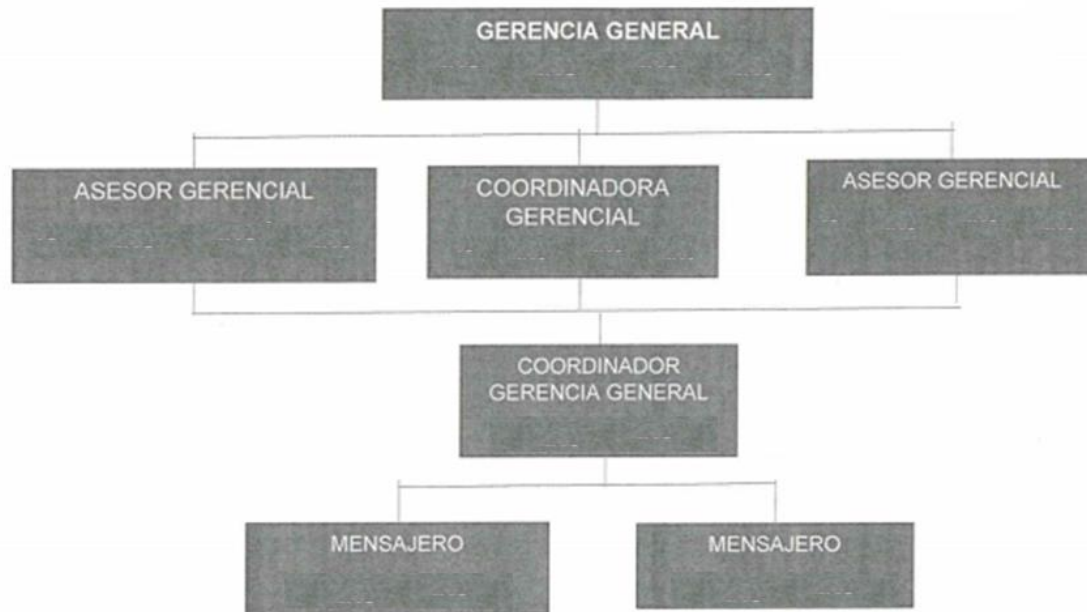 GERENCIA GENERAL
ASESOR GERENCIAL
COORDINADORA
GERENCIAL
ASESOR GERENCIAL
COORDINADOR
GERENCIA GENERAL
MENSAJERO
MENSAJERO